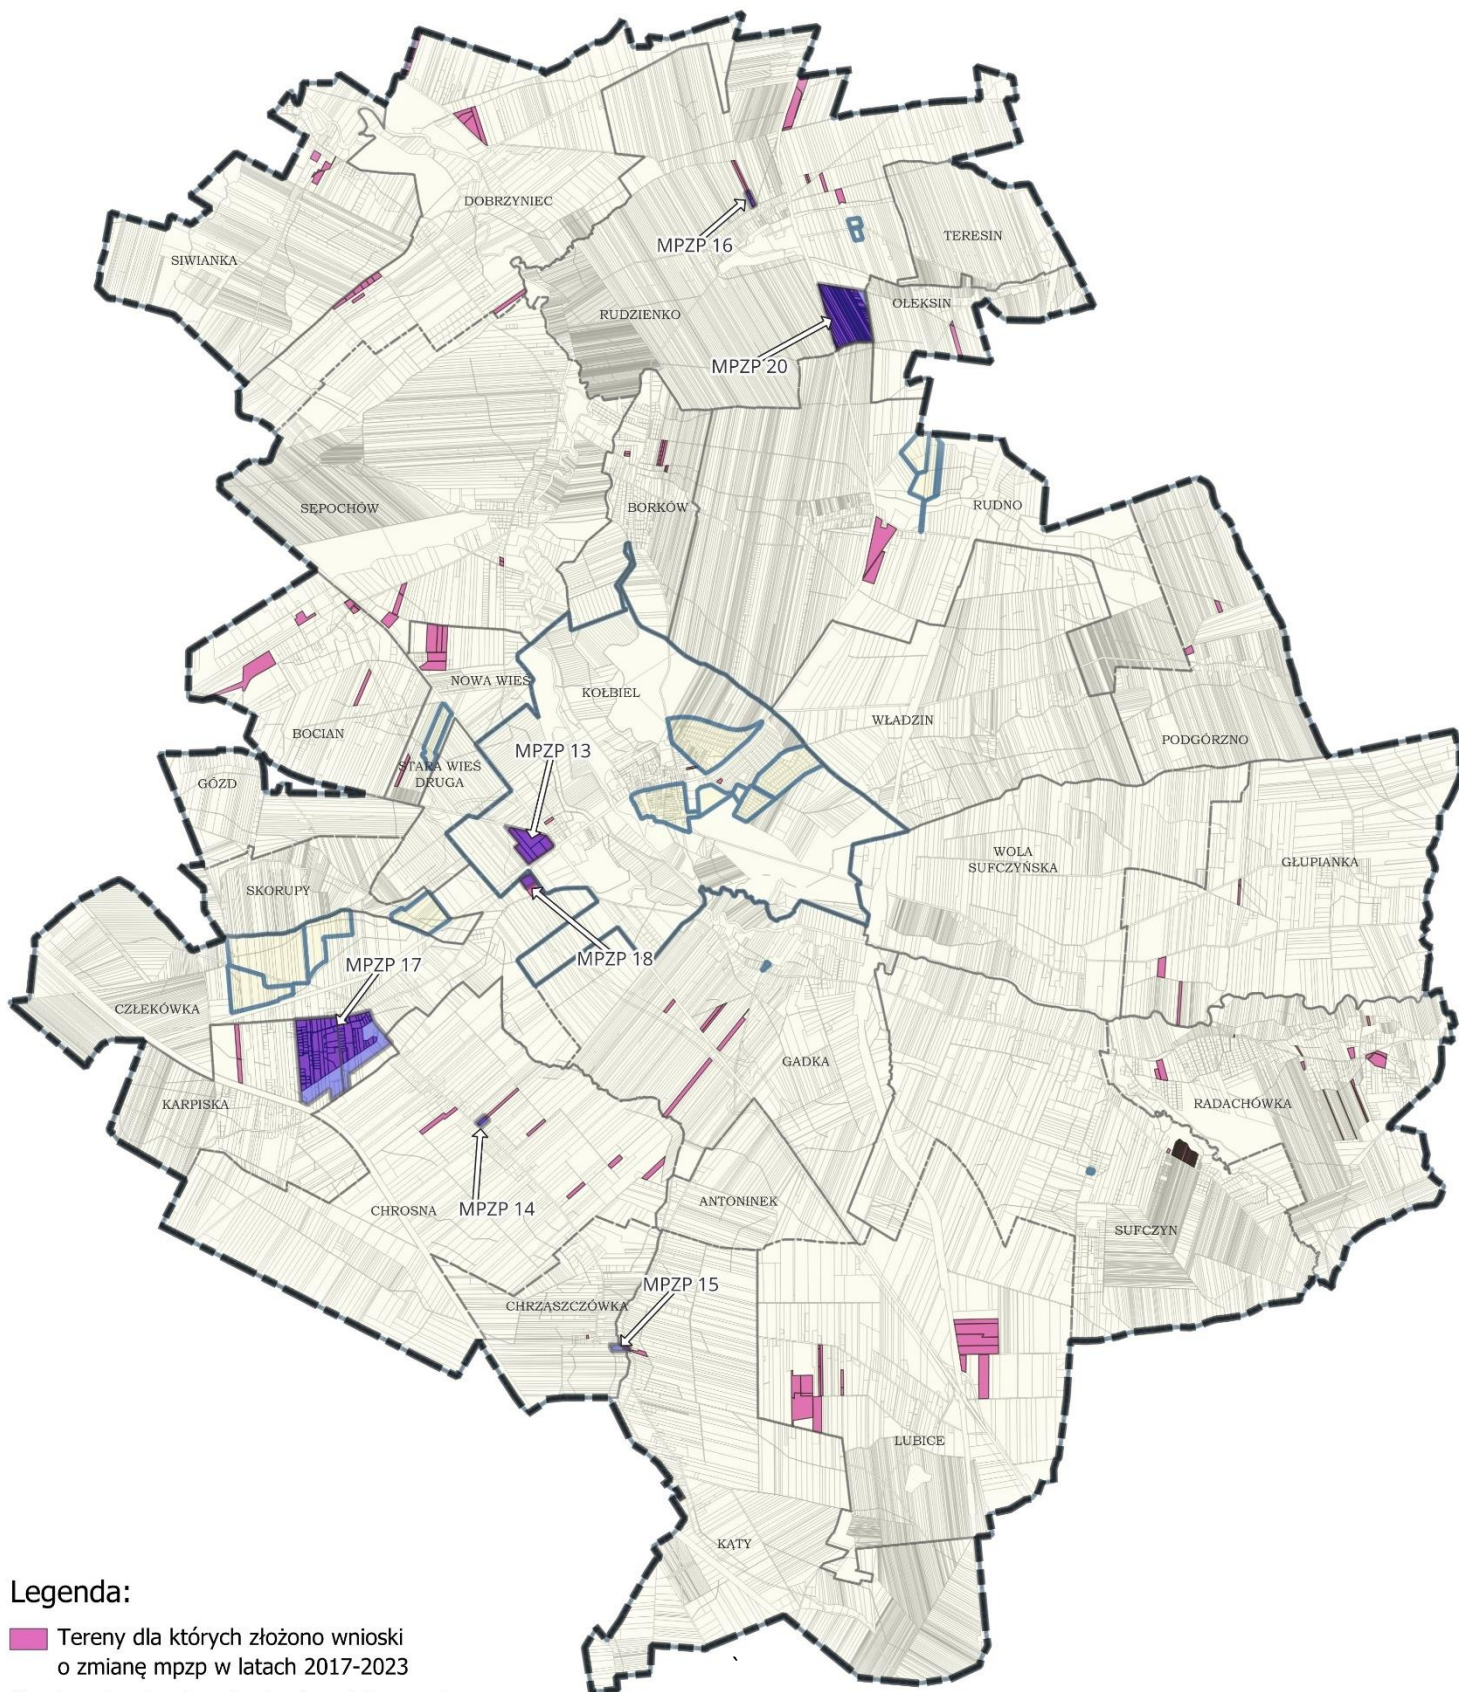 DOBRZYNIEC
TERESIN
MPZP 16
SIWIANKA
OŁEKSIN
RUDZIENKO
MPZP 20
SĘPOCHÓW
BORKÓW
RUDNO
NOWA WIEŚ
KOŁBIEL
WŁADZIN
BOCIAN
PODGÓRZNO
MPZP 13
STARA WIEŚ
DRUGA
GÓZD
WOLA
SUFCZYŃSKA
GŁUPIANKA
SKORUPY
MPZP 18
MPZP 17
CZŁEKÓWKA
GADKA
KARPISKA
RADACHÓWKA
CHROSNA
MPZP 14
ANTONINEK
SUFCZYN
MPZP 15
CHRZĄSZCZÓWKA
LUBICE
KĄTY
Legenda:
Tereny dla których złożono wnioski
o zmianę mpzp w latach 2017-2023